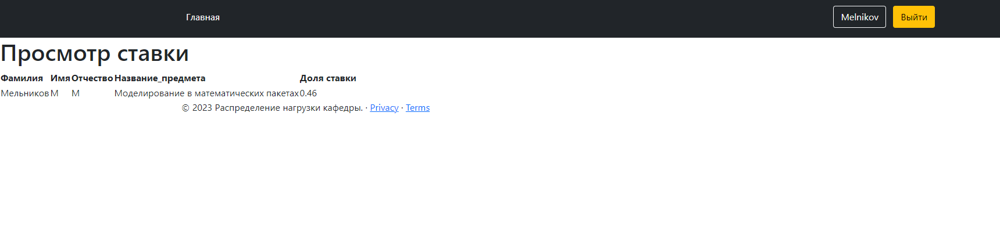 Главная Melnikov Выйти
Просмотр ставки
Фамилия Имя Отчество Название_предмета Доля ставки
Мельников М М Моделирование в математических пакетах 0.46
© 2023 Распределение нагрузки кафедры. · Privacy · Terms